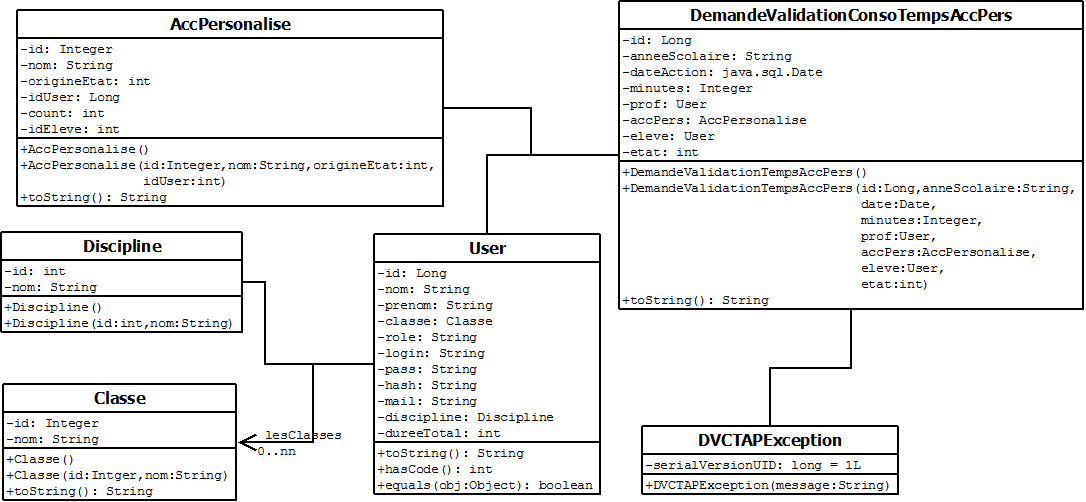 AccPersonalise
-id: Integer
-nom: String
-origineEtat: int
-idUser: Long
-count: int
-idEleve: int
+AccPersonalise()
+AccPersonalise(id:Integer,nom:String,origineEtat:int,
idUser:int)
+toString(): String
DemandeValidationConsoTempsAccPers
-id: Long
-anneeScolaire: String
-dateAction: java.sql.Date
-minutes: Integer
-prof: User
-accPers: AccPersonalise
-eleve: User
-etat: int
+DemandeValidationTempsAccPers()
+DemandeValidationTempsAccPers(id:Long,anneScolaire:String,
date:Date,
minutes:Integer,
prof:User,
accPers:AccPersonalise,
eleve:User,
etat:int)
+toString(): String
Discipline
-id: int
-nom: String
+Discipline()
+Discipline(id:int,nom:String)
User
-id: Long
-nom: String
-prenom: String
-classe: Classe
-role: String
-login: String
-pass: String
-hash: String
-mail: String
-discipline: Discipline
-dureeTotal: int
+toString(): String
+hasCode(): int
+equals(obj:Object): boolean
Classe
-id: Integer
-nom: String
+Classe()
+Classe(id:Intger,nom:String)
+toString(): String
lesClasses
0..nn
DVCTAPException
-serialVersionUID: long = 1L
+DVCTAPException(message:String)